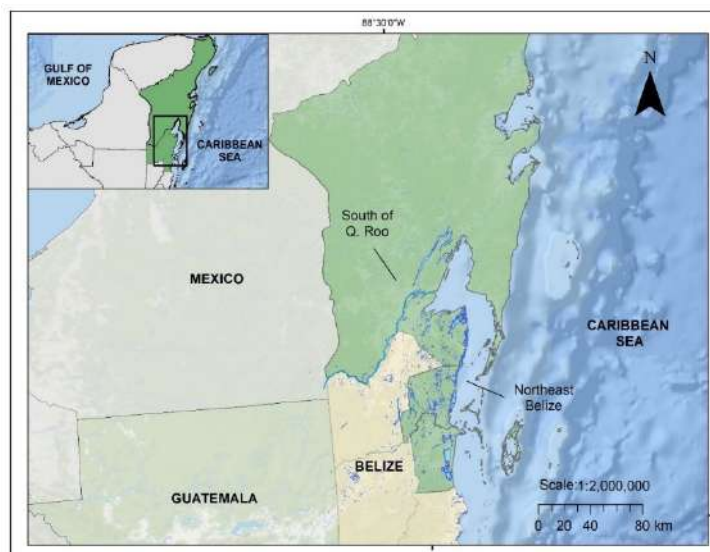 88°30'0"W
GULF OF
MEXICO
CARIBBEAN
SEA
N
South of
Q. Roo
MEXICO
CARIBBEAN
SEA
Northeast
Belize
BELIZE
GUATEMALA
Scale:1:2,000,000
0 20 40 80 km